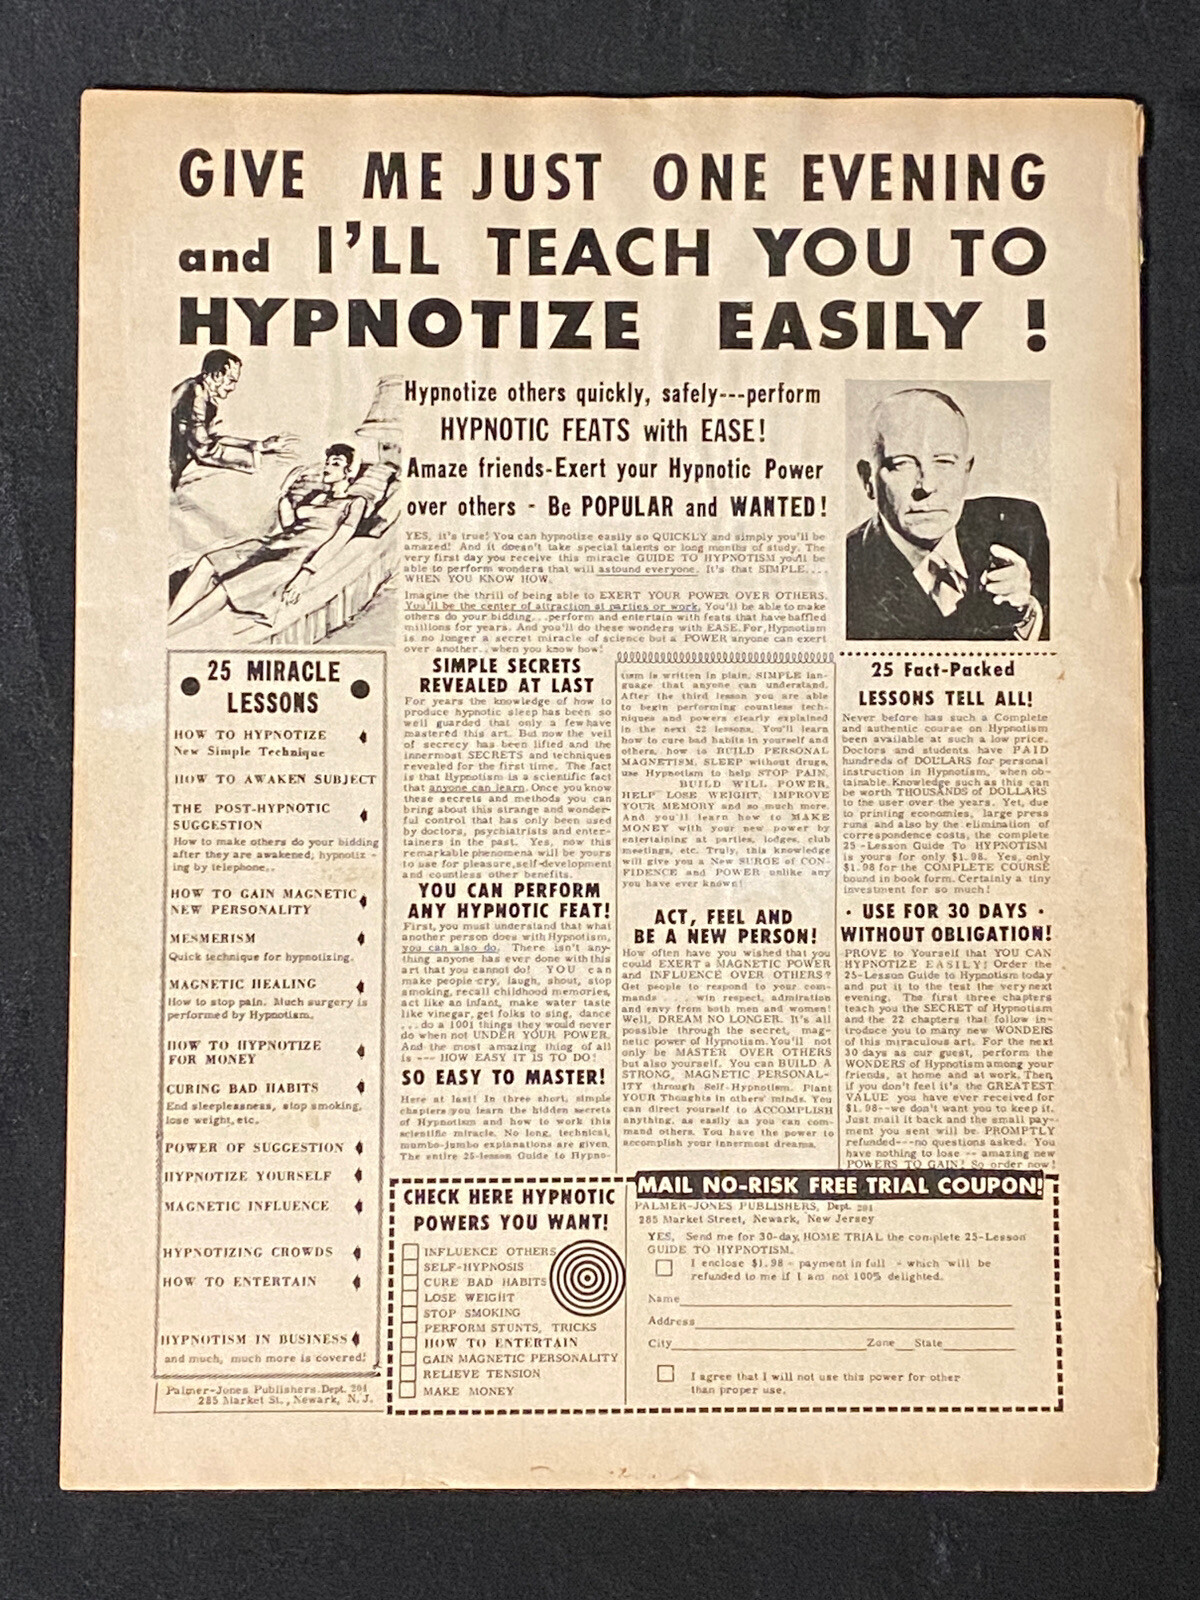 GIVE ME JUST ONE EVENING
and I'LL TEACH YOU TO
HYPNOTIZE EASILY !
Hypnotize others quickly, safely---perform
HYPNOTIC FEATS with EASE!
Amaze friends-Exert your Hypnotic Power
over others - Be POPULAR and WANTED!
YES, it's true! You can hypnotize easily so QUICKLY and simply you'll be
amazed! And it doesn't take special talents or long months of study. The
very first day you receive this miracle GUIDE TO HYPNOTISM you'll be
able to perform wonders that will astound everyone. It's that SIMPLE....
WHEN YOU KNOW HOW.
Imagine the thrill of being able to EXERT YOUR POWER OVER OTHERS.
You'll be the center of attraction at parties or work. You'll be able to make
others do your bidding...perform and entertain with feats that have baffled
millions for years. And you'll do these wonders with EASE. For, Hypnotism
is no longer a secret miracle of science but a POWER anyone can exert
over another...when you know how!
25 MIRACLE
LESSONS
HOW TO HYPNOTIZE
New Simple Technique
HOW TO AWAKEN SUBJECT
THE POST-HYPNOTIC
SUGGESTION
How to make others do your bidding
after they are awakened; hypnotiz -
ing by telephone..
HOW TO GAIN MAGNETIC
NEW PERSONALITY
MESMERISM
Quick technique for hypnotizing.
MAGNETIC HEALING
How to stop pain. Much surgery is
performed by Hypnotism.
HOW TO HYPNOTIZE
FOR MONEY
CURING BAD HABITS
End sleeplessness, stop smoking,
lose weight, etc.
POWER OF SUGGESTION
HYPNOTIZE YOURSELF
MAGNETIC INFLUENCE
HYPNOTIZING CROWDS
HOW TO ENTERTAIN
HYPNOTISM IN BUSINESS
and much, much more is covered!
Palmer-Jones Publishers. Dept. 204
285 Market St., Newark, N. J.
SIMPLE SECRETS
REVEALED AT LAST
For years the knowledge of how to
produce hypnotic sleep has been so
well guarded that only a few have
mastered this art. But now the veil
of secrecy has been lifted and the
innermost SECRETS and techniques
revealed for the first time. The fact
is that Hypnotism is a scientific fact
that anyone can learn. Once you know
these secrets and methods you can
bring about this strange and wonder-
ful control that has only been used
by doctors, psychiatrists and enter-
tainers in the past. Yes, now this
remarkable phenomena will be yours
to use for pleasure, self-development
and countless other benefits.
YOU CAN PERFORM
ANY HYPNOTIC FEAT!
First, you must understand that what
another person does with Hypnotism,
you can also do. There isn't any-
thing anyone has ever done with this
art that you cannot do! YOU can
make people cry, laugh, shout, stop
smoking, recall childhood memories,
act like an infant, make water taste
like vinegar, get folks to sing, dance
...do a 1001 things they would never
do when not UNDER YOUR POWER.
And the most amazing thing of all
is --- HOW EASY IT IS TO DO!
SO EASY TO MASTER!
Here at last! In three short, simple
chapters you learn the hidden secrets
of Hypnotism and how to work this
scientific miracle. No long, technical,
mumbo-jumbo explanations are given.
The entire 25-lesson Guide to Hypno-
tism is written in plain, SIMPLE lan-
guage that anyone can understand.
After the third lesson you are able
to begin performing countless tech-
niques and powers clearly explained
in the next 22 lessons. You'll learn
how to cure bad habits in yourself and
others, how to BUILD PERSONAL
MAGNETISM, SLEEP without drugs,
use Hypnotism to help STOP PAIN,
BUILD WILL POWER,
HELP LOSE WEIGHT, IMPROVE
YOUR MEMORY and so much more.
And you'll learn how to MAKE
MONEY with your new power by
entertaining at parties, lodges, club
meetings, etc. Truly, this knowledge
will give you a New SURGE of CON-
FIDENCE and POWER unlike any
you have ever known!
ACT, FEEL AND
BE A NEW PERSON!
How often have you wished that you
could EXERT a MAGNETIC POWER
and INFLUENCE OVER OTHERS?
Get people to respond to your com-
mands .... win respect, admiration
and envy from both men and women!
Well, DREAM NO LONGER. It's all
possible through the secret, mag-
netic power of Hypnotism. You'll not
only be MASTER OVER OTHERS
but also yourself. You can BUILD A
STRONG, MAGNETIC PERSONAL-
ITY through Self-Hypnotism. Plant
YOUR Thoughts in others' minds. You
can direct yourself to ACCOMPLISH
anything, as easily as you can com-
mand others. You have the power to
accomplish your innermost dreams.
25 Fact-Packed
LESSONS TELL ALL!
Never before has such a Complete
and authentic course on Hypnotism
been available at such a low price.
Doctors and students have PAID
hundreds of DOLLARS for personal
instruction in Hypnotism, when ob-
tainable. Knowledge such as this can
be worth THOUSANDS of DOLLARS
to the user over the years. Yet, due
to printing economies, large press
runs and also by the elimination of
correspondence costs, the complete
25 -Lesson Guide To HYPNOTISM
is yours for only $1.98. Yes, only
$1.98 for the COMPLETE COURSE
bound in book form. Certainly a tiny
investment for so much!
· USE FOR 30 DAYS ·
WITHOUT OBLIGATION!
PROVE to Yourself that YOU CAN
HYPNOTIZE EASILY! Order the
25-Lesson Guide to Hypnotism today
and put it to the test the very next
evening. The first three chapters
teach you the SECRET of Hypnotism
and the 22 chapters that follow in-
troduce you to many new WONDERS
of this miraculous art. For the next
30 days as our guest, perform the
WONDERS of Hypnotism among your
friends, at home and at work. Then,
if you don't feel it's the GREATEST
VALUE you have ever received for
$1.98--we don't want you to keep it.
Just mail it back and the small pay-
ment you sent will be PROMPTLY
refunded---no questions asked. You
have nothing to lose -- amazing new
POWERS TO GAIN! So order now!
CHECK HERE HYPNOTIC
POWERS YOU WANT!
INFLUENCE OTHERS
SELF-HYPNOSIS
CURE BAD HABITS
LOSE WEIGHT
STOP SMOKING
PERFORM STUNTS, TRICKS
HOW TO ENTERTAIN
GAIN MAGNETIC PERSONALITY
RELIEVE TENSION
MAKE MONEY
MAIL NO-RISK FREE TRIAL COUPON!
PALMER-JONES PUBLISHERS, Dept. 204
285 Market Street, Newark, New Jersey
YES, Send me for 30-day, HOME TRIAL the complete 25-Lesson
GUIDE TO HYPNOTISM.
I enclose $1.98 - payment in full - which will be
refunded to me if I am not 100% delighted.
Name
Address
City Zone State
I agree that I will not use this power for other
than proper use.